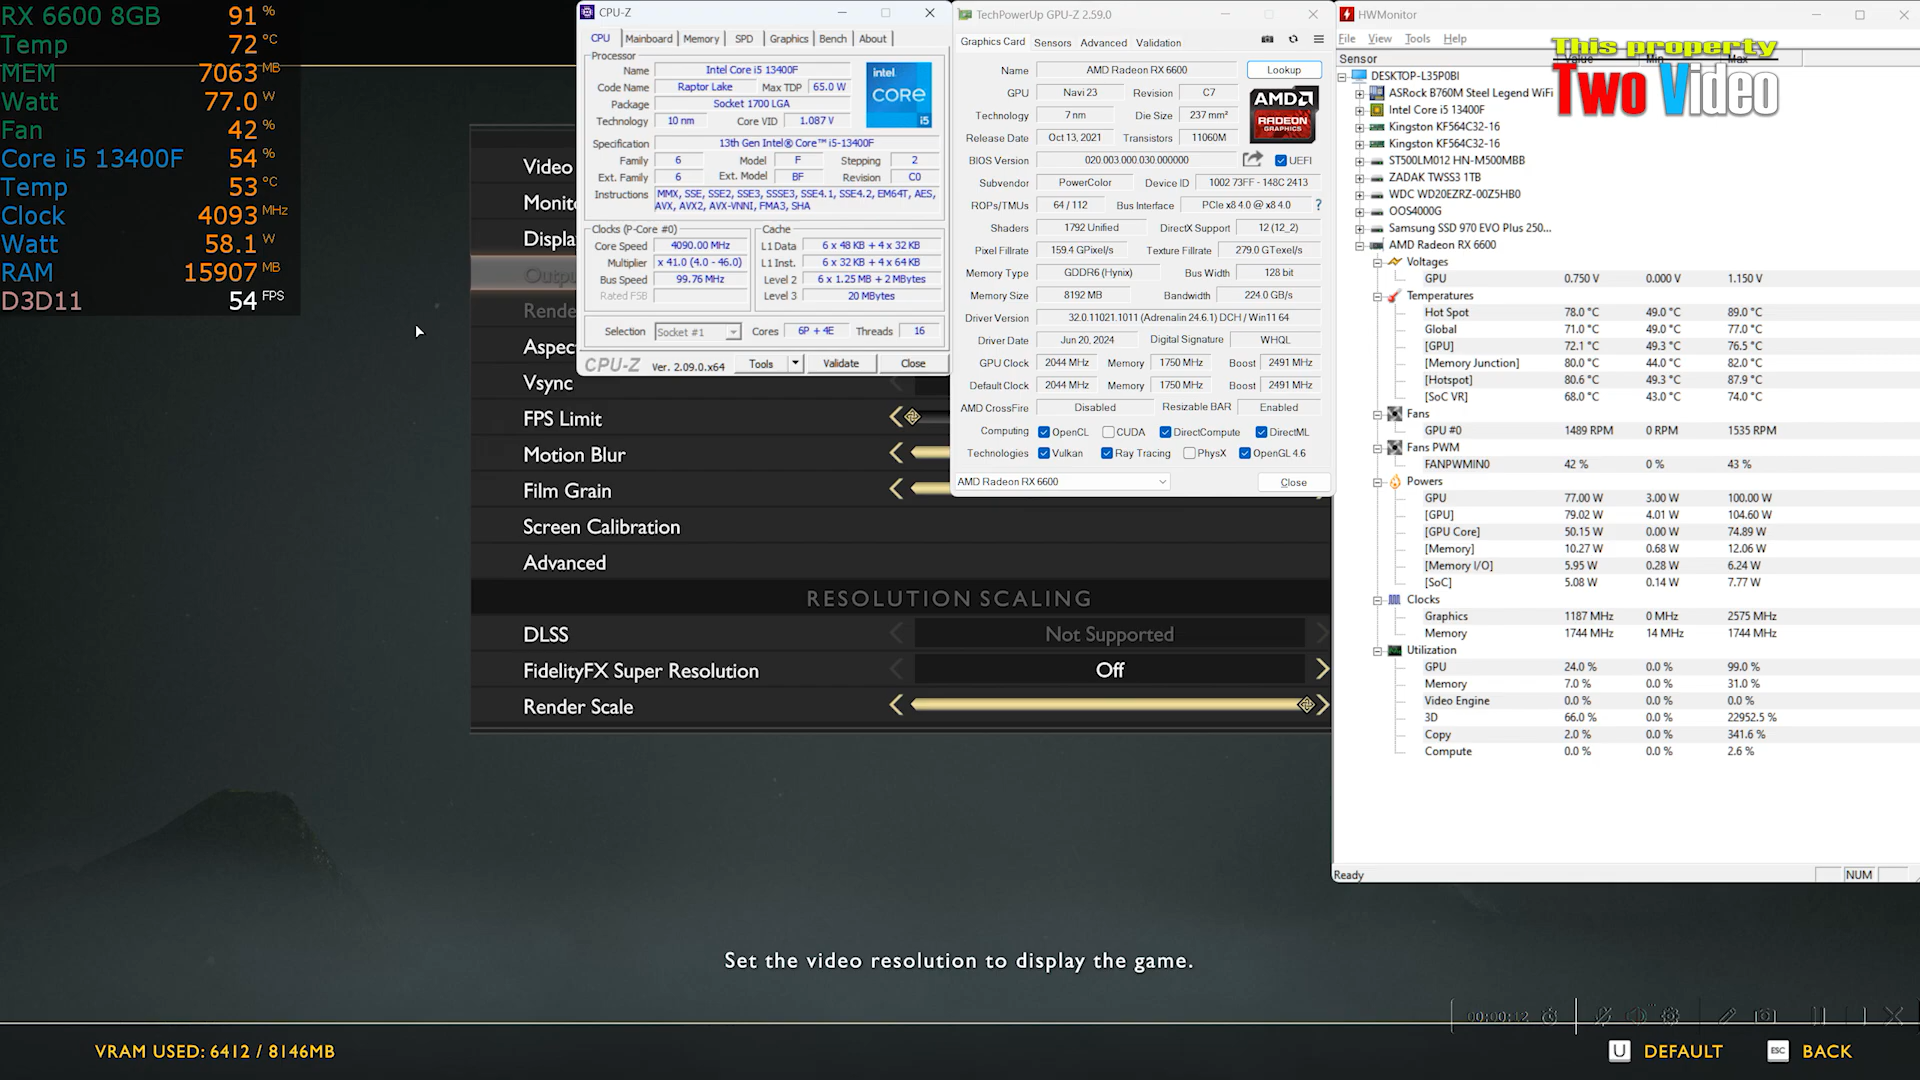 RX 6600 8GB 91 %
Temp 72 °C
MEM 7063 MB
Watt 77.0 W
Fan 42 %
Core i5 13400F 54 %
Temp 53 °C
Clock 4093 MHz
Watt 58.1 W
RAM 15907 MB
D3D11 54 FPS
CPU-Z
CPU Mainboard Memory SPD Graphics Bench About
Processor
Name Intel Core i5 13400F
Code Name Raptor Lake Max TDP 65.0 W
Package Socket 1700 LGA
Technology 10 nm Core VID 1.087 V
intel CORE i5
Specification 13th Gen Intel® Core™ i5-13400F
Family 6 Model F Stepping 2
Ext. Family 6 Ext. Model BF Revision C0
Instructions MMX, SSE, SSE2, SSE3, SSSE3, SSE4.1, SSE4.2, EM64T, AES,
AVX, AVX2, AVX-VNNI, FMA3, SHA
Clocks (P-Core #0)
Core Speed 4090.00 MHz
Multiplier x 41.0 (4.0 - 46.0)
Bus Speed 99.76 MHz
Rated FSB
Cache
L1 Data 6 x 48 KB + 4 x 32 KB
L1 Inst. 6 x 32 KB + 4 x 64 KB
Level 2 6 x 1.25 MB + 2 MBytes
Level 3 20 MBytes
Selection Socket #1 Cores 6P + 4E Threads 16
CPU-Z Ver. 2.09.0.x64 Tools Validate Close
TechPowerUp GPU-Z 2.59.0
Graphics Card Sensors Advanced Validation
Name AMD Radeon RX 6600 Lookup
GPU Navi 23 Revision C7
Technology 7 nm Die Size 237 mm²
Release Date Oct 13, 2021 Transistors 11060M
AMD RADEON GRAPHICS
BIOS Version 020.003.000.030.000000 UEFI
Subvendor PowerColor Device ID 1002 73FF - 148C 2413
ROPs/TMUs 64 / 112 Bus Interface PCIe x8 4.0 @ x8 4.0 ?
Shaders 1792 Unified DirectX Support 12 (12_2)
Pixel Fillrate 159.4 GPixel/s Texture Fillrate 279.0 GTexel/s
Memory Type GDDR6 (Hynix) Bus Width 128 bit
Memory Size 8192 MB Bandwidth 224.0 GB/s
Driver Version 32.0.11021.1011 (Adrenalin 24.6.1) DCH / Win11 64
Driver Date Jun 20, 2024 Digital Signature WHQL
GPU Clock 2044 MHz Memory 1750 MHz Boost 2491 MHz
Default Clock 2044 MHz Memory 1750 MHz Boost 2491 MHz
AMD CrossFire Disabled Resizable BAR Enabled
Computing OpenCL CUDA DirectCompute DirectML
Technologies Vulkan Ray Tracing PhysX OpenGL 4.6
AMD Radeon RX 6600 Close
HWMonitor
File View Tools Help
Sensor Value Min Max
This property
Two Video
DESKTOP-L35P0BI
ASRock B760M Steel Legend WiFi
Intel Core i5 13400F
Kingston KF564C32-16
Kingston KF564C32-16
ST500LM012 HN-M500MBB
ZADAK TWSS3 1TB
WDC WD20EZRZ-00Z5HB0
OOS4000G
Samsung SSD 970 EVO Plus 250...
AMD Radeon RX 6600
Voltages
GPU 0.750 V 0.000 V 1.150 V
Temperatures
Hot Spot 78.0 °C 49.0 °C 89.0 °C
Global 71.0 °C 49.0 °C 77.0 °C
[GPU] 72.1 °C 49.3 °C 76.5 °C
[Memory Junction] 80.0 °C 44.0 °C 82.0 °C
[Hotspot] 80.6 °C 49.3 °C 87.9 °C
[SoC VR] 68.0 °C 43.0 °C 74.0 °C
Fans
GPU #0 1489 RPM 0 RPM 1535 RPM
Fans PWM
FANPWMIN0 42 % 0 % 43 %
Powers
GPU 77.00 W 3.00 W 100.00 W
[GPU] 79.02 W 4.01 W 104.60 W
[GPU Core] 50.15 W 0.00 W 74.89 W
[Memory] 10.27 W 0.68 W 12.06 W
[Memory I/O] 5.95 W 0.28 W 6.24 W
[SoC] 5.08 W 0.14 W 7.77 W
Clocks
Graphics 1187 MHz 0 MHz 2575 MHz
Memory 1744 MHz 14 MHz 1744 MHz
Utilization
GPU 24.0 % 0.0 % 99.0 %
Memory 7.0 % 0.0 % 31.0 %
Video Engine 0.0 % 0.0 % 0.0 %
3D 66.0 % 0.0 % 22952.5 %
Copy 2.0 % 0.0 % 341.6 %
Compute 0.0 % 0.0 % 2.6 %
Ready NUM
Video
Monit
Displa
Outpu
Render
Aspec
Vsync
FPS Limit
Motion Blur
Film Grain
Screen Calibration
Advanced
RESOLUTION SCALING
DLSS Not Supported
FidelityFX Super Resolution Off
Render Scale
Set the video resolution to display the game.
00:00:12
VRAM USED: 6412 / 8146MB
U DEFAULT ESC BACK